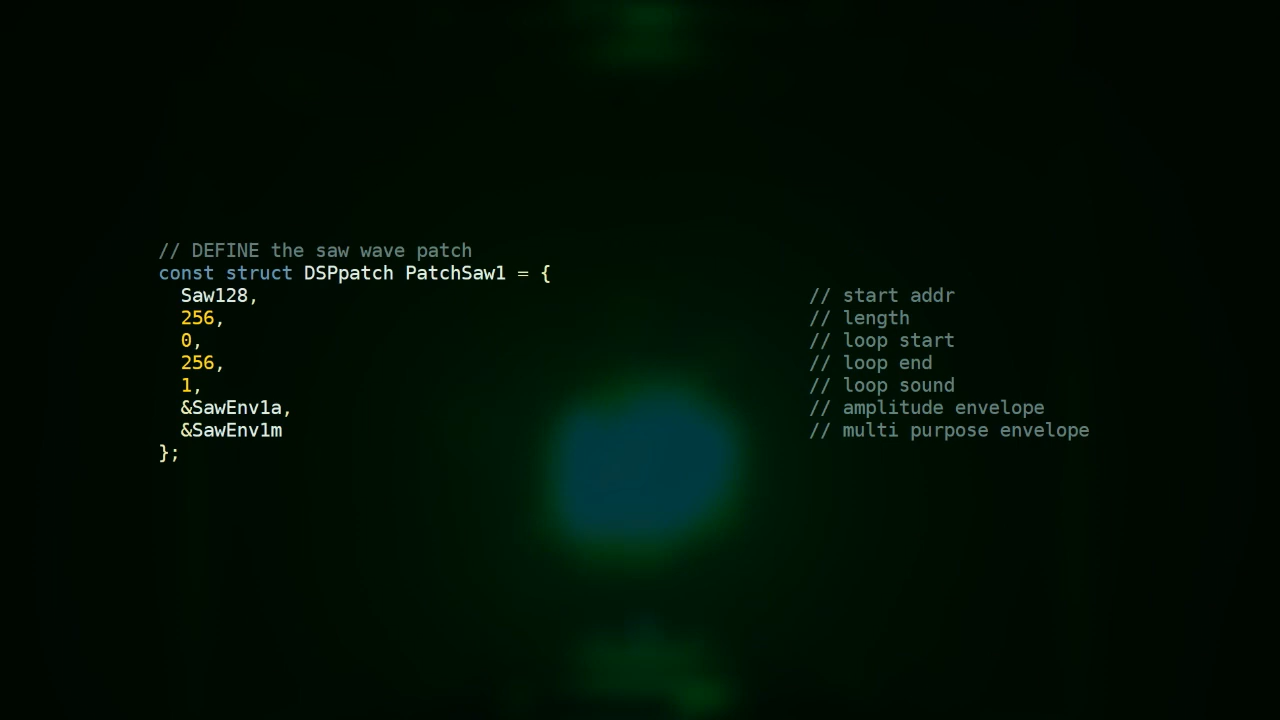 // DEFINE the saw wave patch
const struct DSPpatch PatchSaw1 = {
Saw128, // start addr
256, // length
0, // loop start
256, // loop end
1, // loop sound
&SawEnv1a, // amplitude envelope
&SawEnv1m // multi purpose envelope
};